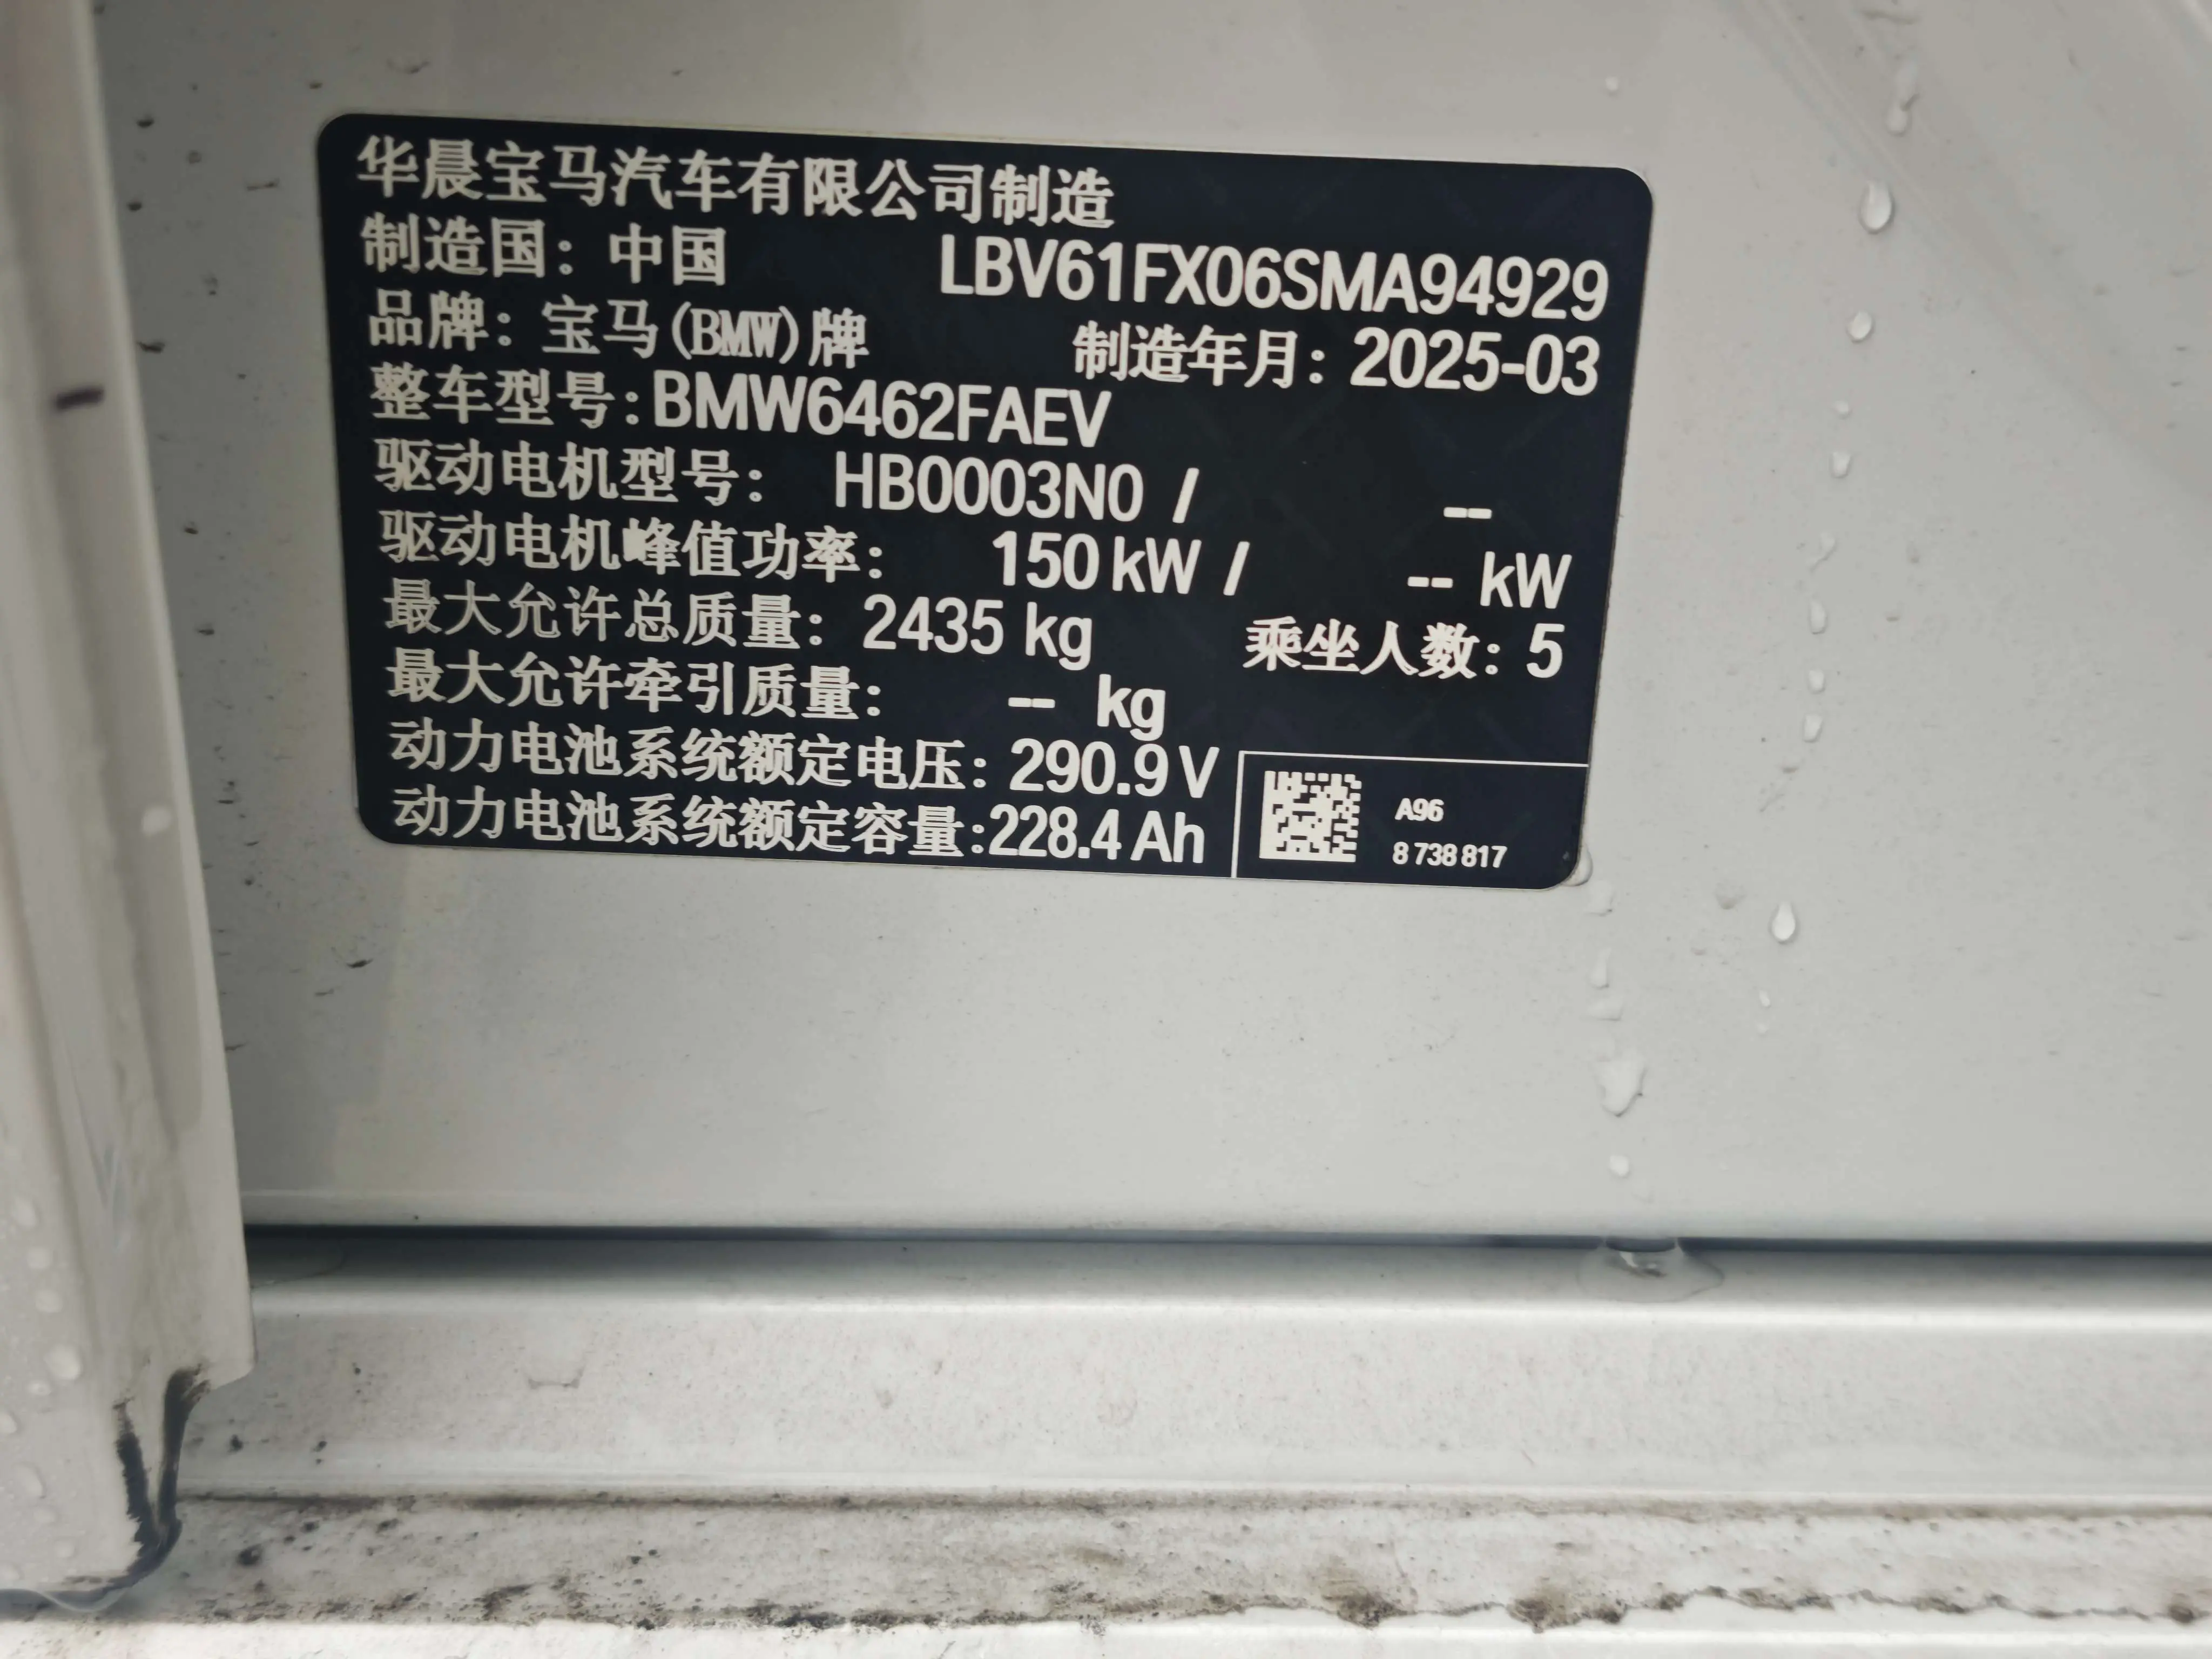 华晨宝马汽车有限公司制造
制造国：中国 LBV61FX06SMA94929
品牌：宝马(BMW)牌 制造年月：2025-03
整车型号:BMW6462FAEV
驱动电机型号： HB0003N0 / --
驱动电机峰值功率： 150 kW / -- kW
最大允许总质量：2435 kg 乘坐人数：5
最大允许牵引质量： -- kg
动力电池系统额定电压：290.9 V
动力电池系统额定容量:228.4 Ah
A96
8 738 817